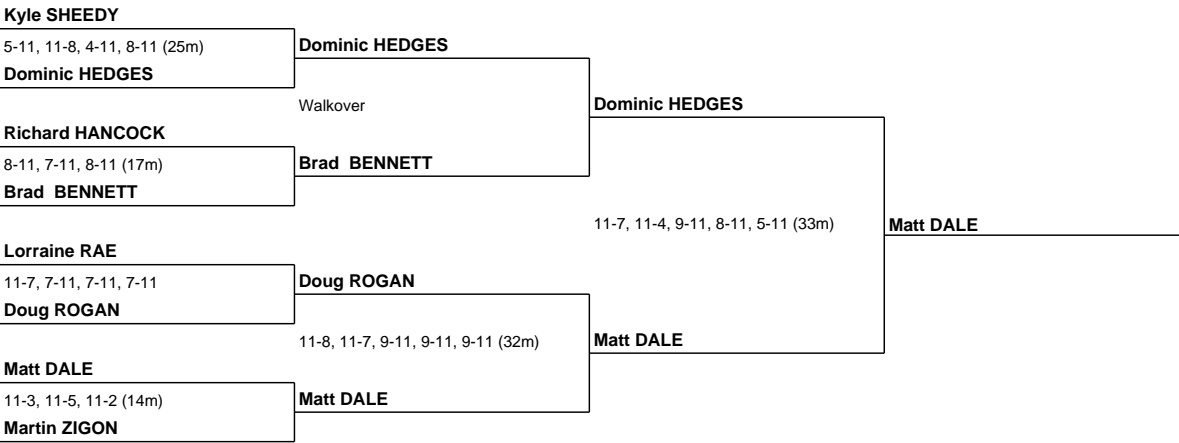 Kyle SHEEDY
5-11, 11-8, 4-11, 8-11 (25m)
Dominic HEDGES
Richard HANCOCK
8-11, 7-11, 8-11 (17m)
Brad  BENNETT
Lorraine RAE
11-7, 7-11, 7-11, 7-11
Doug ROGAN
Matt DALE
11-3, 11-5, 11-2 (14m)
Martin ZIGON
Dominic HEDGES
Walkover
Brad  BENNETT
Doug ROGAN
11-8, 11-7, 9-11, 9-11, 9-11 (32m)
Matt DALE
Dominic HEDGES
11-7, 11-4, 9-11, 8-11, 5-11 (33m)
Matt DALE
Matt DALE